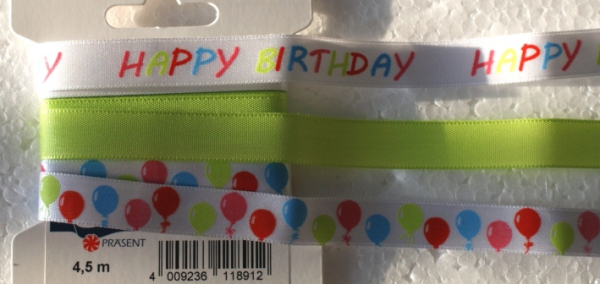 Y HAPPY BIRTHDAY HAPPY B
PRÄSENT
4,5 m
4 009236 118912